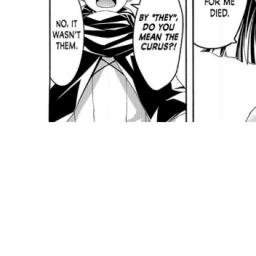 FOR ME
DIED.
BY "THEY",
DO YOU
MEAN THE
CURUS?!
NO. IT
WASN'T
THEM.